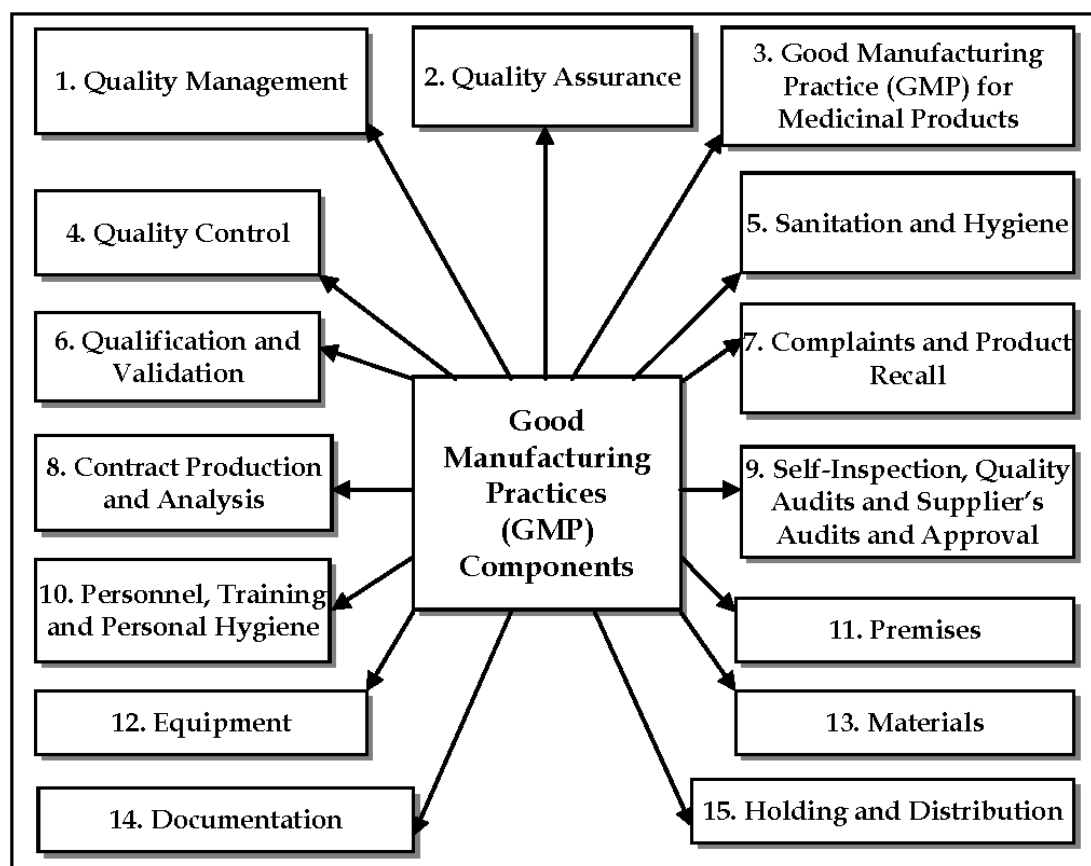 1. Quality Management
2. Quality Assurance
3. Good Manufacturing
Practice (GMP) for
Medicinal Products
4. Quality Control
5. Sanitation and Hygiene
6. Qualification and
Validation
7. Complaints and Product
Recall
Good
Manufacturing
Practices
(GMP)
Components
8. Contract Production
and Analysis
9. Self-Inspection, Quality
Audits and Supplier’s
Audits and Approval
10. Personnel, Training
and Personal Hygiene
11. Premises
12. Equipment
13. Materials
14. Documentation
15. Holding and Distribution